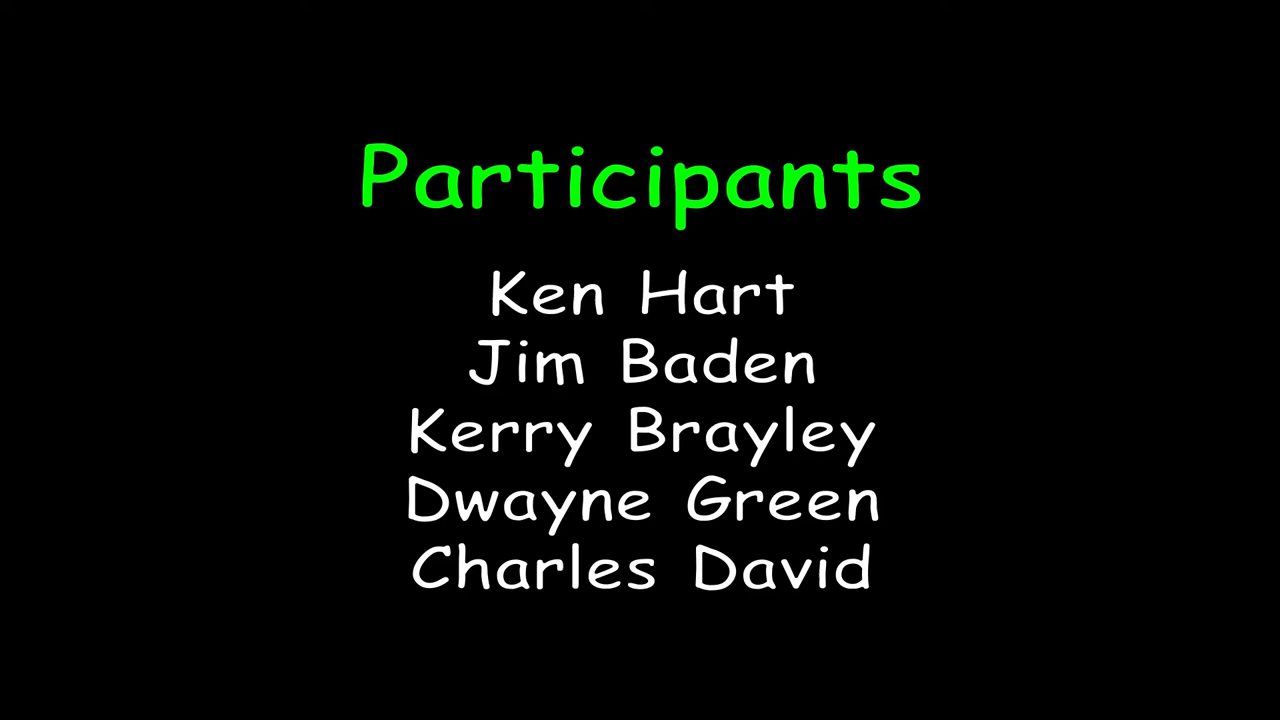 Participants
Ken Hart
Jim Baden
Kerry Brayley
Dwayne Green
Charles David